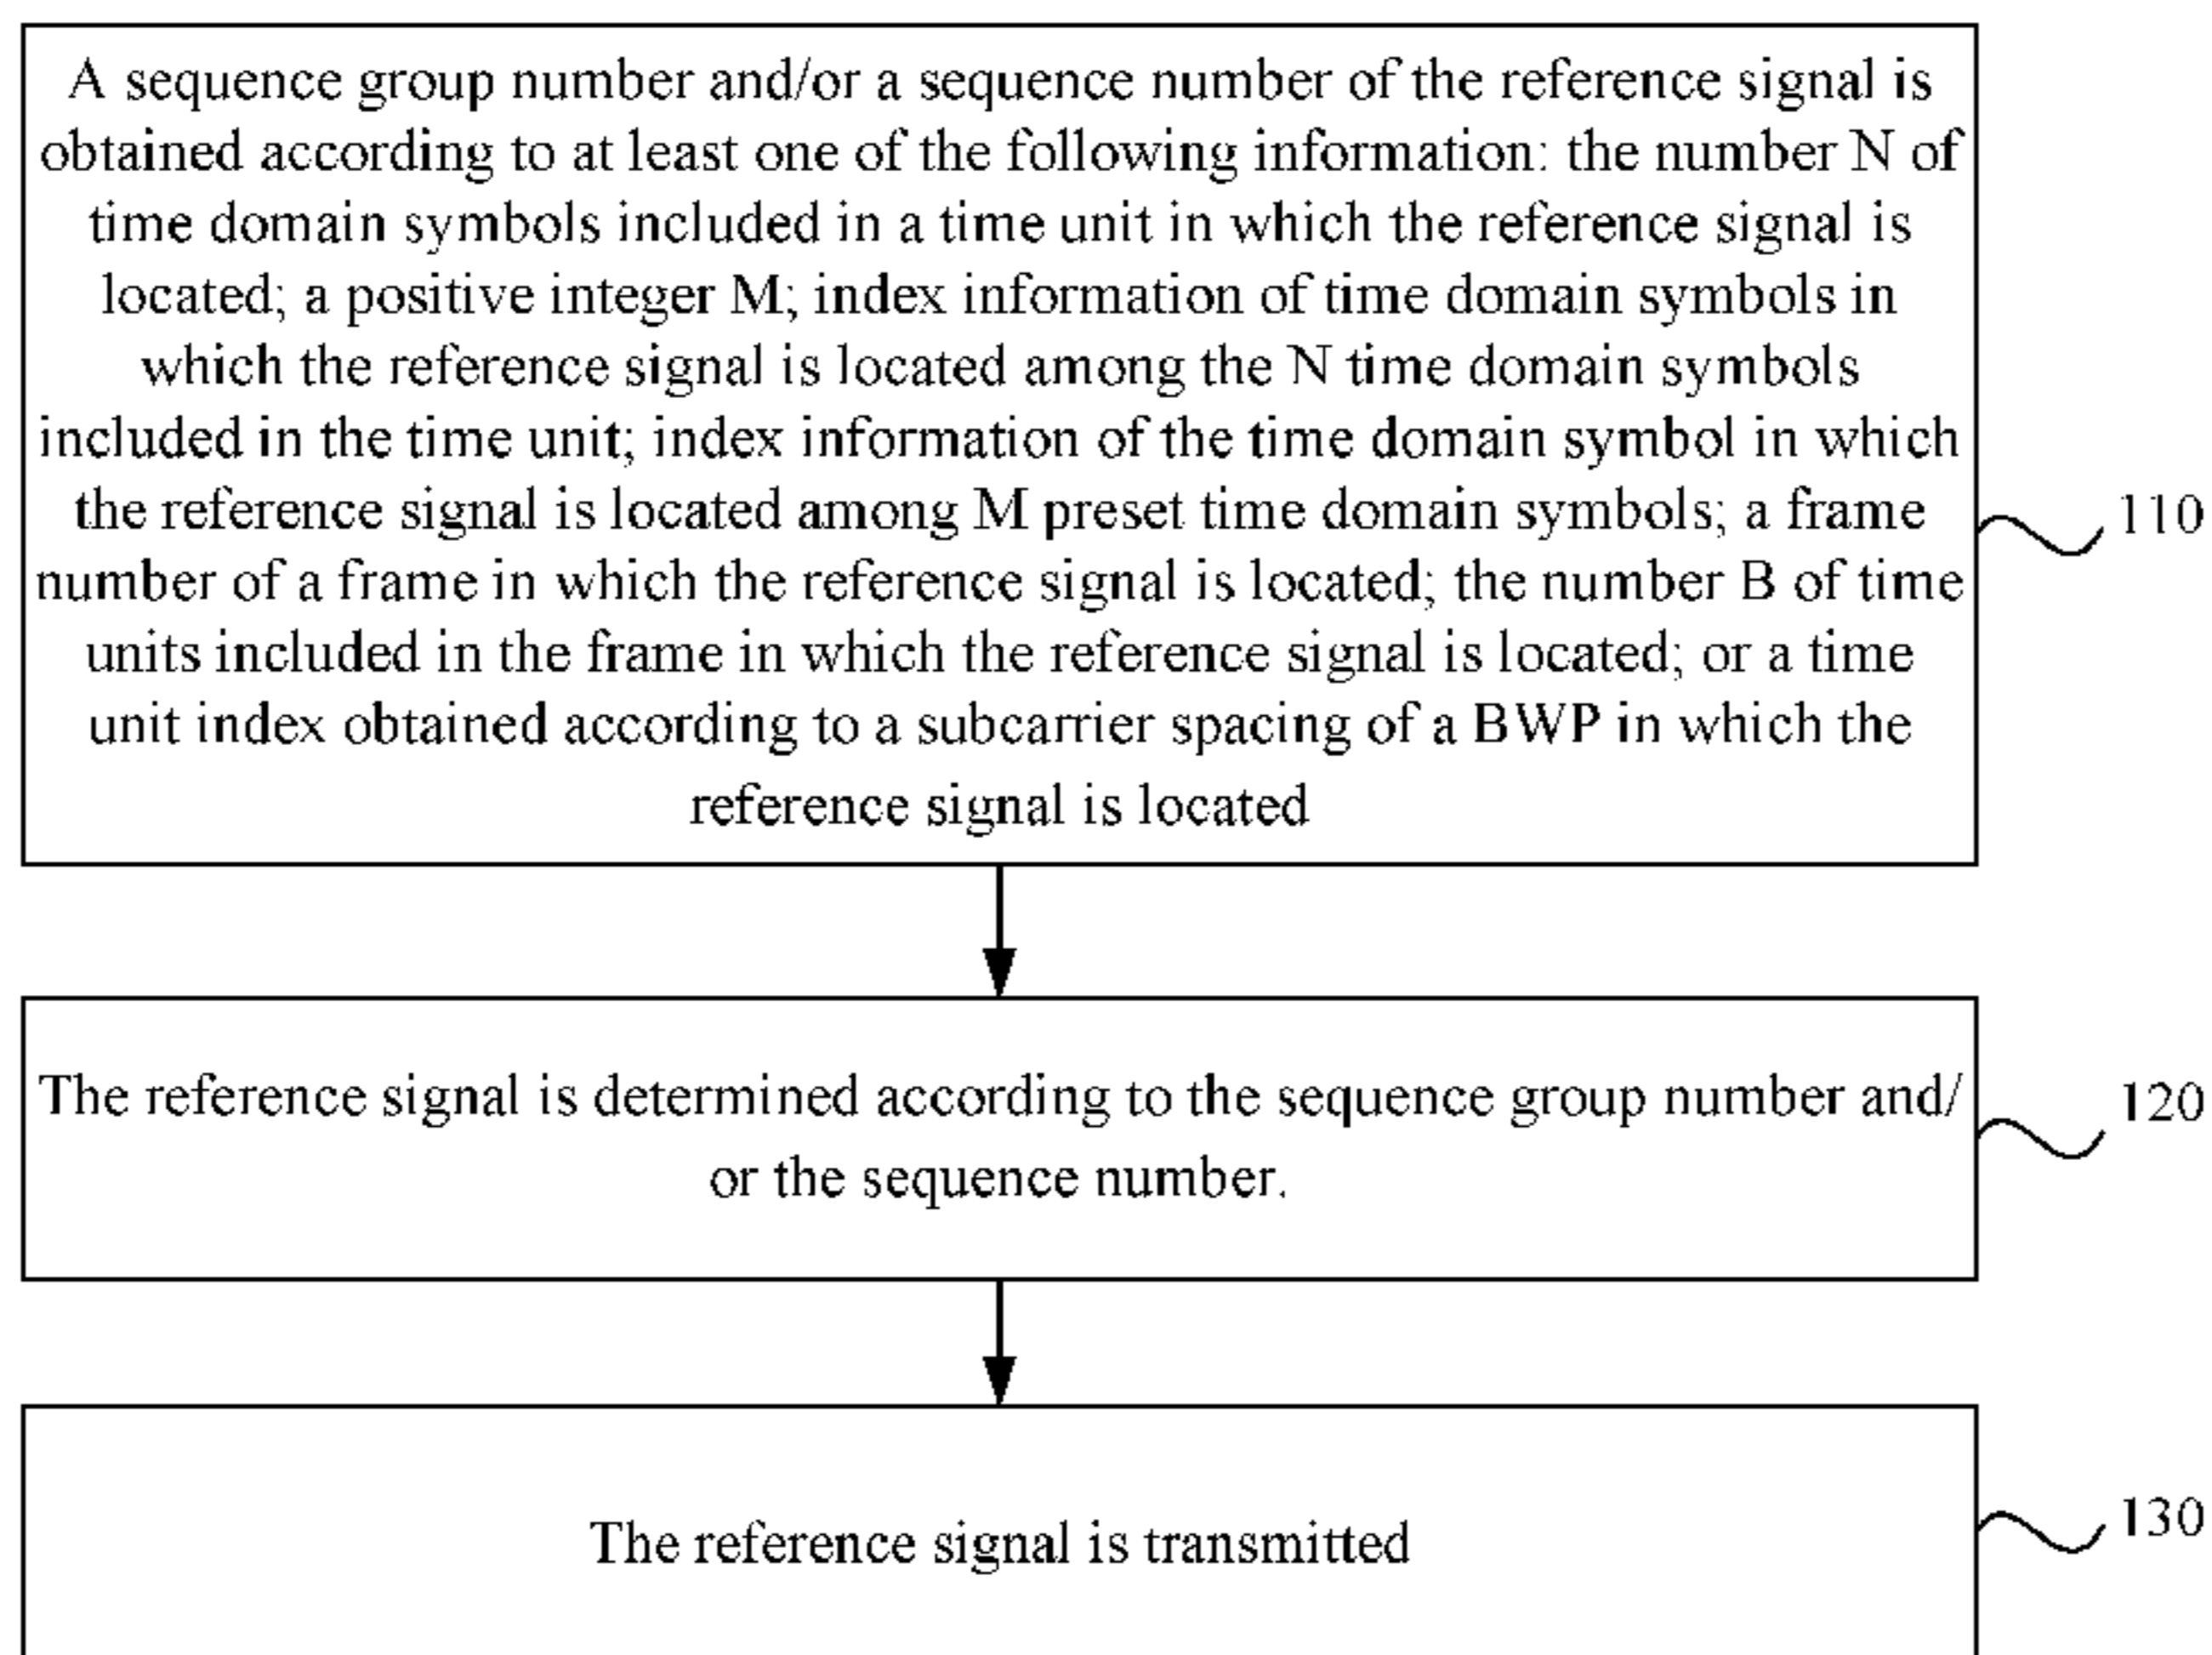 A sequence group number and/or a sequence number of the reference signal is
obtained according to at least one of the following information: the number N of
time domain symbols included in a time unit in which the reference signal is
located; a positive integer M; index information of time domain symbols in
which the reference signal is located among the N time domain symbols
included in the time unit; index information of the time domain symbol in which
the reference signal is located among M preset time domain symbols; a frame
number of a frame in which the reference signal is located; the number B of time
units included in the frame in which the reference signal is located; or a time
unit index obtained according to a subcarrier spacing of a BWP in which the
reference signal is located
110
The reference signal is determined according to the sequence group number and/
or the sequence number.
120
The reference signal is transmitted
130